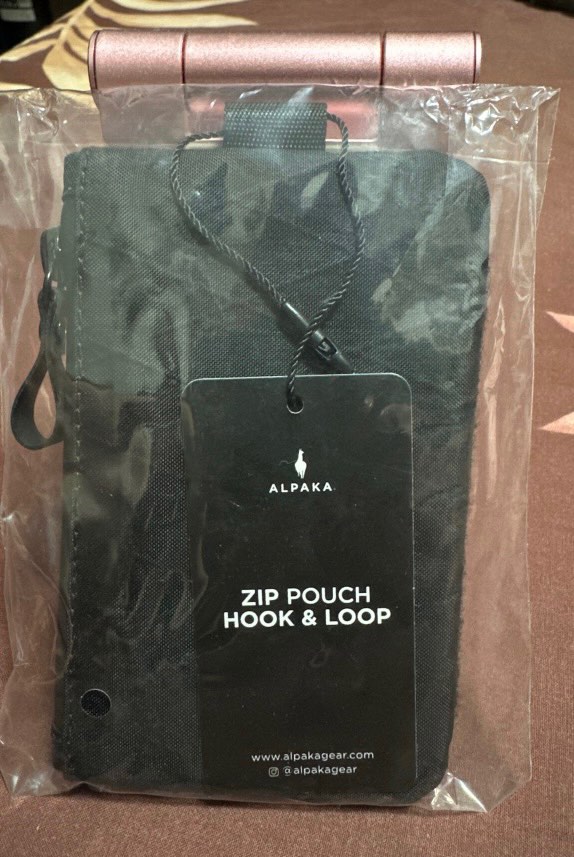 ALPAKA
ZIP POUCH
HOOK & LOOP
www.alpakagear.com
@alpakagear